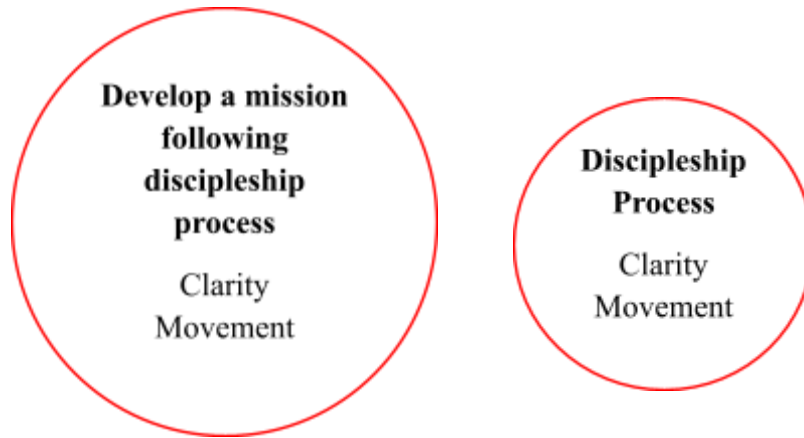 Develop a mission
following
discipleship
process
Clarity
Movement
Discipleship
Process
Clarity
Movement